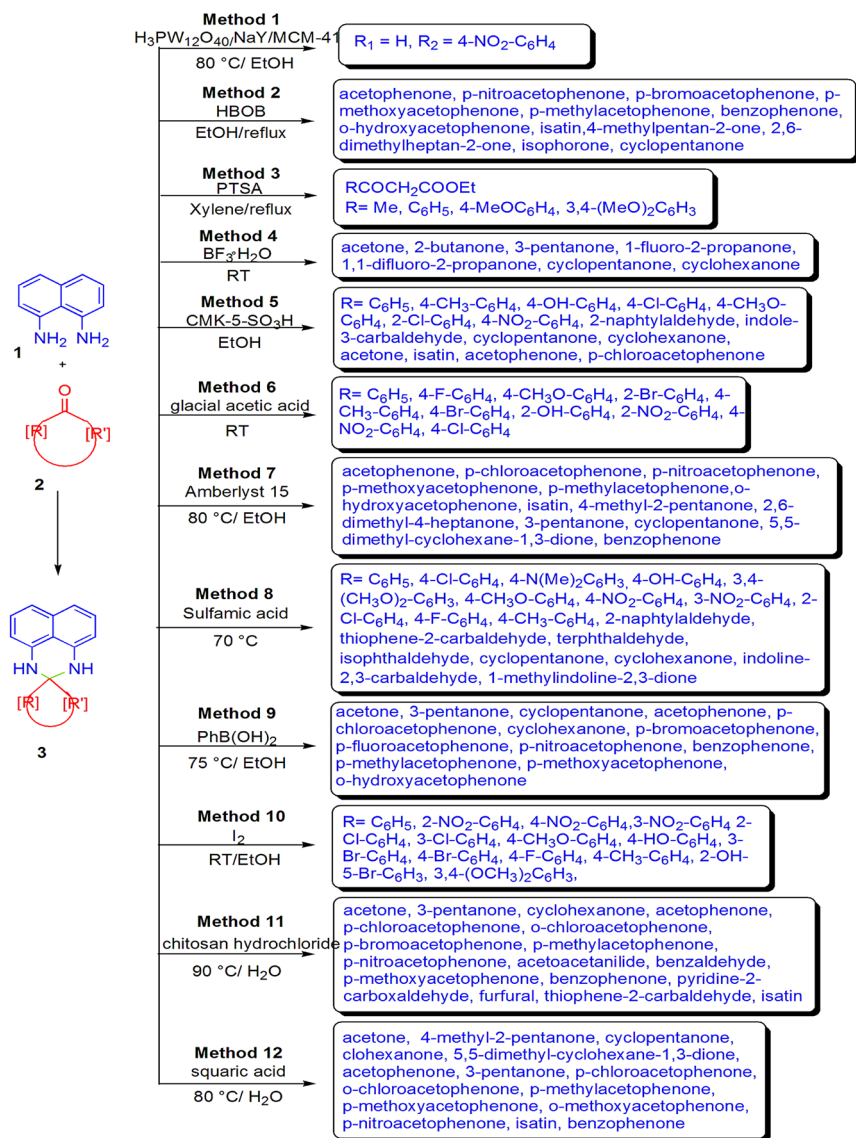 Method 1
H₃PW₁₂O₄₀/NaY/MCM-41
80 °C/ EtOH
R₁ = H, R₂ = 4-NO₂-C₆H₄
Method 2
HBOB
EtOH/reflux
acetophenone, p-nitroacetophenone, p-bromoacetophenone, p-
methoxyacetophenone, p-methylacetophenone, benzophenone,
o-hydroxyacetophenone, isatin,4-methylpentan-2-one, 2,6-
dimethylheptan-2-one, isophorone, cyclopentanone
Method 3
PTSA
Xylene/reflux
RCOCH₂COOEt
R= Me, C₆H₅, 4-MeOC₆H₄, 3,4-(MeO)₂C₆H₃
Method 4
BF₃•H₂O
RT
acetone, 2-butanone, 3-pentanone, 1-fluoro-2-propanone,
1,1-difluoro-2-propanone, cyclopentanone, cyclohexanone
Method 5
CMK-5-SO₃H
EtOH
R= C₆H₅, 4-CH₃-C₆H₄, 4-OH-C₆H₄, 4-Cl-C₆H₄, 4-CH₃O-
C₆H₄, 2-Cl-C₆H₄, 4-NO₂-C₆H₄, 2-naphtylaldehyde, indole-
3-carbaldehyde, cyclopentanone, cyclohexanone,
acetone, isatin, acetophenone, p-chloroacetophenone
NH₂ NH₂
1
+
O
[R] [R']
2
Method 6
glacial acetic acid
RT
R= C₆H₅, 4-F-C₆H₄, 4-CH₃O-C₆H₄, 2-Br-C₆H₄, 4-
CH₃-C₆H₄, 4-Br-C₆H₄, 2-OH-C₆H₄, 2-NO₂-C₆H₄, 4-
NO₂-C₆H₄, 4-Cl-C₆H₄
Method 7
Amberlyst 15
80 °C/ EtOH
acetophenone, p-chloroacetophenone, p-nitroacetophenone,
p-methoxyacetophenone, p-methylacetophenone,o-
hydroxyacetophenone, isatin, 4-methyl-2-pentanone, 2,6-
dimethyl-4-heptanone, 3-pentanone, cyclopentanone, 5,5-
dimethyl-cyclohexane-1,3-dione, benzophenone
Method 8
Sulfamic acid
70 °C
R= C₆H₅, 4-Cl-C₆H₄, 4-N(Me)₂C₆H₃, 4-OH-C₆H₄, 3,4-
(CH₃O)₂-C₆H₃, 4-CH₃O-C₆H₄, 4-NO₂-C₆H₄, 3-NO₂-C₆H₄, 2-
Cl-C₆H₄, 4-F-C₆H₄, 4-CH₃-C₆H₄, 2-naphtylaldehyde,
thiophene-2-carbaldehyde, terphthaldehyde,
isophthaldehyde, cyclopentanone, cyclohexanone, indoline-
2,3-carbaldehyde, 1-methylindoline-2,3-dione
HN NH
[R] [R']
3
Method 9
PhB(OH)₂
75 °C/ EtOH
acetone, 3-pentanone, cyclopentanone, acetophenone, p-
chloroacetophenone, cyclohexanone, p-bromoacetophenone,
p-fluoroacetophenone, p-nitroacetophenone, benzophenone,
p-methylacetophenone, p-methoxyacetophenone,
o-hydroxyacetophenone
Method 10
I₂
RT/EtOH
R= C₆H₅, 2-NO₂-C₆H₄, 4-NO₂-C₆H₄,3-NO₂-C₆H₄ 2-
Cl-C₆H₄, 3-Cl-C₆H₄, 4-CH₃O-C₆H₄, 4-HO-C₆H₄, 3-
Br-C₆H₄, 4-Br-C₆H₄, 4-F-C₆H₄, 4-CH₃-C₆H₄, 2-OH-
5-Br-C₆H₃, 3,4-(OCH₃)₂C₆H₃,
Method 11
chitosan hydrochloride
90 °C/ H₂O
acetone, 3-pentanone, cyclohexanone, acetophenone,
p-chloroacetophenone, o-chloroacetophenone,
p-bromoacetophenone, p-methylacetophenone,
p-nitroacetophenone, acetoacetanilide, benzaldehyde,
p-methoxyacetophenone, benzophenone, pyridine-2-
carboxaldehyde, furfural, thiophene-2-carbaldehyde, isatin
Method 12
squaric acid
80 °C/ H₂O
acetone, 4-methyl-2-pentanone, cyclopentanone,
clohexanone, 5,5-dimethyl-cyclohexane-1,3-dione,
acetophenone, 3-pentanone, p-chloroacetophenone,
o-chloroacetophenone, p-methylacetophenone,
p-methoxyacetophenone, o-methoxyacetophenone,
p-nitroacetophenone, isatin, benzophenone